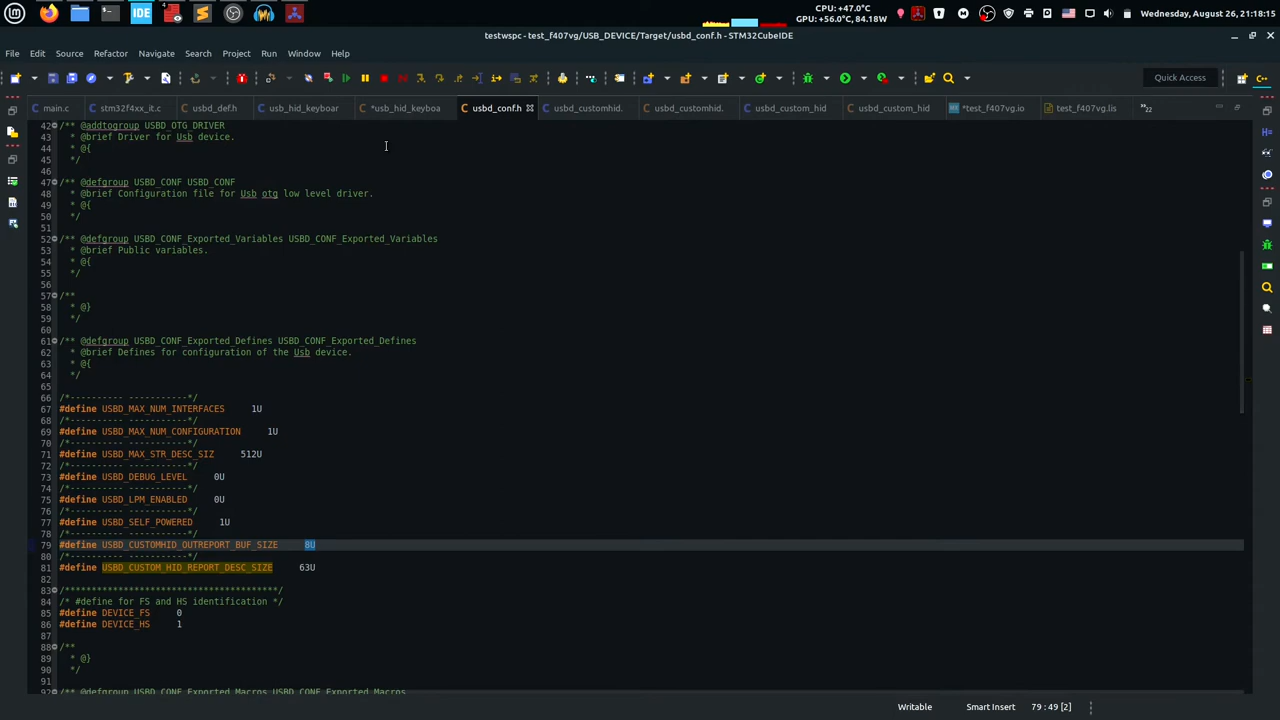 IDE
CPU: +47.0°C
GPU: +56.0°C, 84.18W
Wednesday, August 26, 21:18:15
testwspc - test_f407vg/USB_DEVICE/Target/usbd_conf.h - STM32CubeIDE
File Edit Source Refactor Navigate Search Project Run Window Help
Quick Access
main.c stm32f4xx_it.c usbd_def.h usb_hid_keyboar *usb_hid_keyboa usbd_conf.h usbd_customhid. usbd_customhid. usbd_custom_hid usbd_custom_hid *test_f407vg.io test_f407vg.lis »22
42 /** @addtogroup USBD_OTG_DRIVER
43 * @brief Driver for Usb device.
44 * @{
45 */
46
47 /** @defgroup USBD_CONF USBD_CONF
48 * @brief Configuration file for Usb otg low level driver.
49 * @{
50 */
51
52 /** @defgroup USBD_CONF_Exported_Variables USBD_CONF_Exported_Variables
53 * @brief Public variables.
54 * @{
55 */
56
57 /**
58 * @}
59 */
60
61 /** @defgroup USBD_CONF_Exported_Defines USBD_CONF_Exported_Defines
62 * @brief Defines for configuration of the Usb device.
63 * @{
64 */
65
66 /*---------- -----------*/
67 #define USBD_MAX_NUM_INTERFACES 1U
68 /*---------- -----------*/
69 #define USBD_MAX_NUM_CONFIGURATION 1U
70 /*---------- -----------*/
71 #define USBD_MAX_STR_DESC_SIZ 512U
72 /*---------- -----------*/
73 #define USBD_DEBUG_LEVEL 0U
74 /*---------- -----------*/
75 #define USBD_LPM_ENABLED 0U
76 /*---------- -----------*/
77 #define USBD_SELF_POWERED 1U
78 /*---------- -----------*/
79 #define USBD_CUSTOMHID_OUTREPORT_BUF_SIZE 8U
80 /*---------- -----------*/
81 #define USBD_CUSTOM_HID_REPORT_DESC_SIZE 63U
82
83 /****************************************/
84 /* #define for FS and HS identification */
85 #define DEVICE_FS 0
86 #define DEVICE_HS 1
87
88 /**
89 * @}
90 */
91
92 /** @defgroup USBD_CONF_Exported_Macros USBD_CONF_Exported_Macros
Writable Smart Insert 79 : 49 [2]